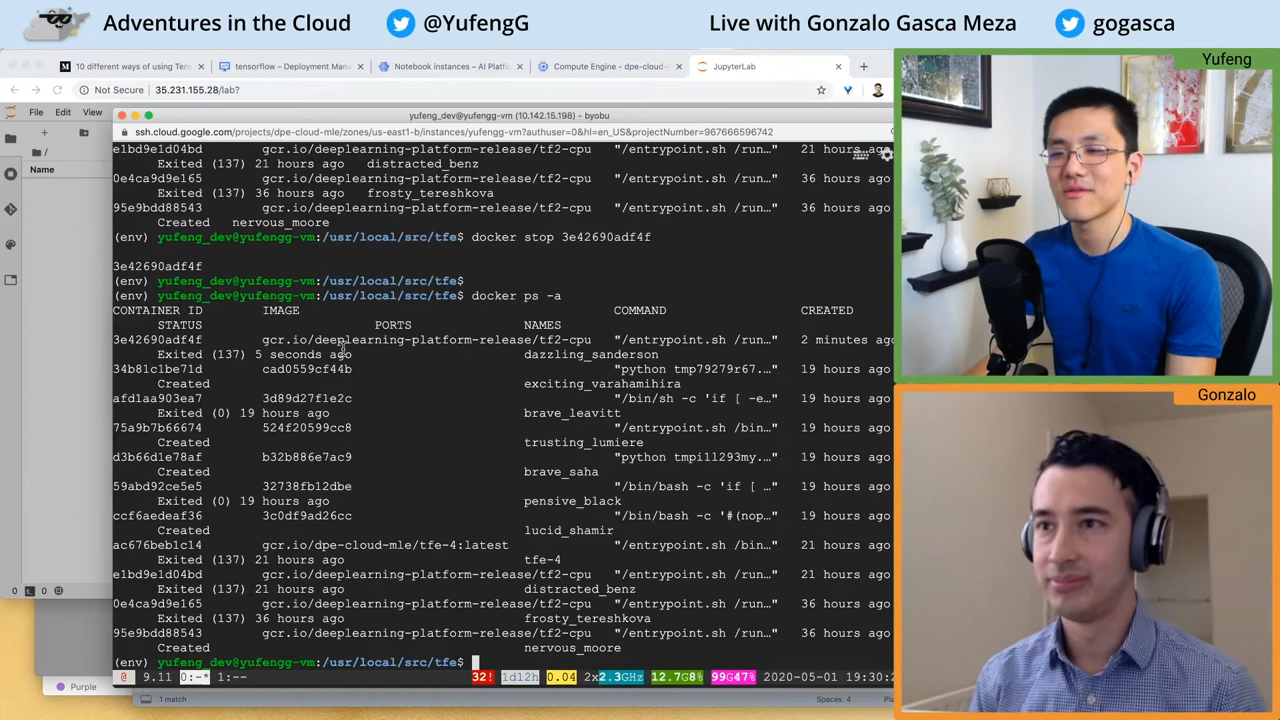 Adventures in the Cloud @YufengG Live with Gonzalo Gasca Meza gogasca
10 different ways of using Tens × tensorflow – Deployment Mana × Notebook instances – AI Platfo × Compute Engine - dpe-cloud- × JupyterLab × +
Not Secure | 35.231.155.28/lab?
File Edit View
/
Name
yufeng_dev@yufengg-vm (10.142.15.198) - byobu
ssh.cloud.google.com/projects/dpe-cloud-mle/zones/us-east1-b/instances/yufengg-vm?authuser=0&hl=en_US&projectNumber=967666596742
e1bd9e1d04bd gcr.io/deeplearning-platform-release/tf2-cpu "/entrypoint.sh /run…" 21 hours ago
Exited (137) 21 hours ago distracted_benz
0e4ca9d9e165 gcr.io/deeplearning-platform-release/tf2-cpu "/entrypoint.sh /run…" 36 hours ago
Exited (137) 36 hours ago frosty_tereshkova
95e9bdd88543 gcr.io/deeplearning-platform-release/tf2-cpu "/entrypoint.sh /run…" 36 hours ago
Created nervous_moore
(env) yufeng_dev@yufengg-vm:/usr/local/src/tfe$ docker stop 3e42690adf4f
3e42690adf4f
(env) yufeng_dev@yufengg-vm:/usr/local/src/tfe$
(env) yufeng_dev@yufengg-vm:/usr/local/src/tfe$ docker ps -a
CONTAINER ID IMAGE COMMAND CREATED
STATUS PORTS NAMES
3e42690adf4f gcr.io/deeplearning-platform-release/tf2-cpu "/entrypoint.sh /run…" 2 minutes ago
Exited (137) 5 seconds ago dazzling_sanderson
34b81c1be71d cad0559cf44b "python tmp79279r67.…" 19 hours ago
Created exciting_varahamihira
afd1aa903ea7 3d89d27f1e2c "/bin/sh -c 'if [ -e…" 19 hours ago
Exited (0) 19 hours ago brave_leavitt
75a9b7b66674 524f20599cc8 "/entrypoint.sh /bin…" 19 hours ago
Created trusting_lumiere
d3b66d1e78af b32b886e7ac9 "python tmpill293my.…" 19 hours ago
Created brave_saha
59abd92ce5e5 32738fb12dbe "/bin/bash -c 'if [ …" 19 hours ago
Exited (0) 19 hours ago pensive_black
ccf6aedeaf36 3c0df9ad26cc "/bin/bash -c '#(nop…" 19 hours ago
Created lucid_shamir
ac676beb1c14 gcr.io/dpe-cloud-mle/tfe-4:latest "/entrypoint.sh /bin…" 21 hours ago
Exited (137) 21 hours ago tfe-4
e1bd9e1d04bd gcr.io/deeplearning-platform-release/tf2-cpu "/entrypoint.sh /run…" 21 hours ago
Exited (137) 21 hours ago distracted_benz
0e4ca9d9e165 gcr.io/deeplearning-platform-release/tf2-cpu "/entrypoint.sh /run…" 36 hours ago
Exited (137) 36 hours ago frosty_tereshkova
95e9bdd88543 gcr.io/deeplearning-platform-release/tf2-cpu "/entrypoint.sh /run…" 36 hours ago
Created nervous_moore
(env) yufeng_dev@yufengg-vm:/usr/local/src/tfe$
@ 9.11 0:-* 1:-- 32! 1d12h 0.04 2x2.3GHz 12.7G8% 99G47% 2020-05-01 19:30:2
0 0
Purple
1 match Spaces: 4
Yufeng
Gonzalo